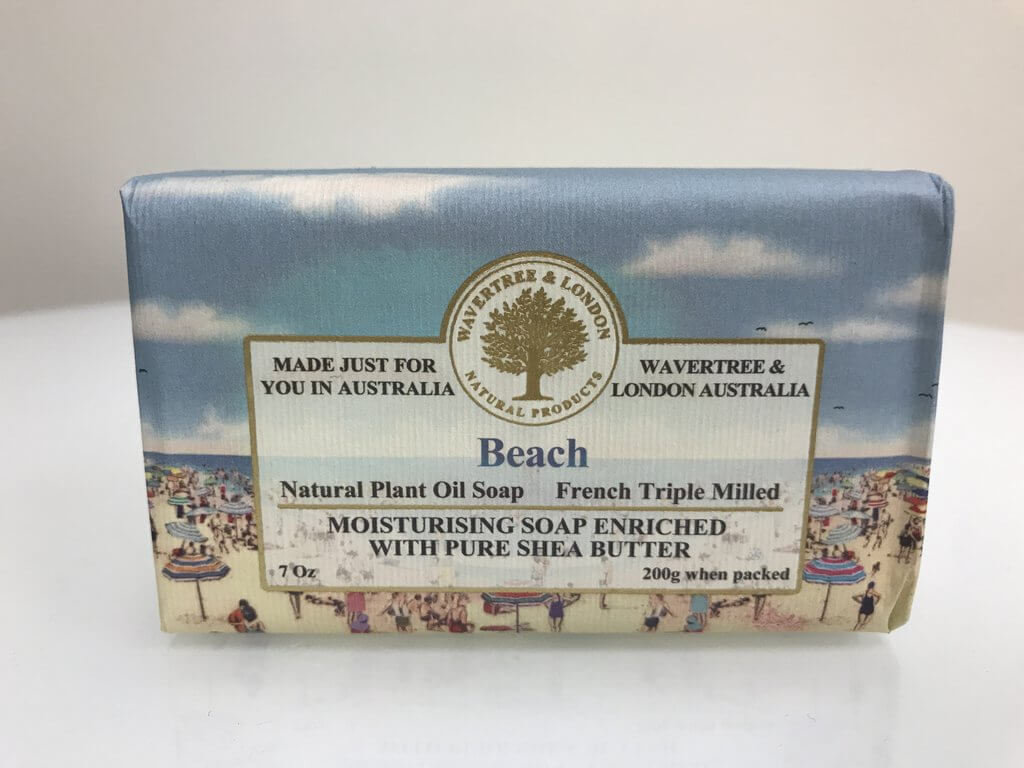 WAVERTREE & LONDON
NATURAL PRODUCTS
MADE JUST FOR
YOU IN AUSTRALIA
WAVERTREE &
LONDON AUSTRALIA
Beach
Natural Plant Oil Soap French Triple Milled
MOISTURISING SOAP ENRICHED
WITH PURE SHEA BUTTER
7 Oz 200g when packed